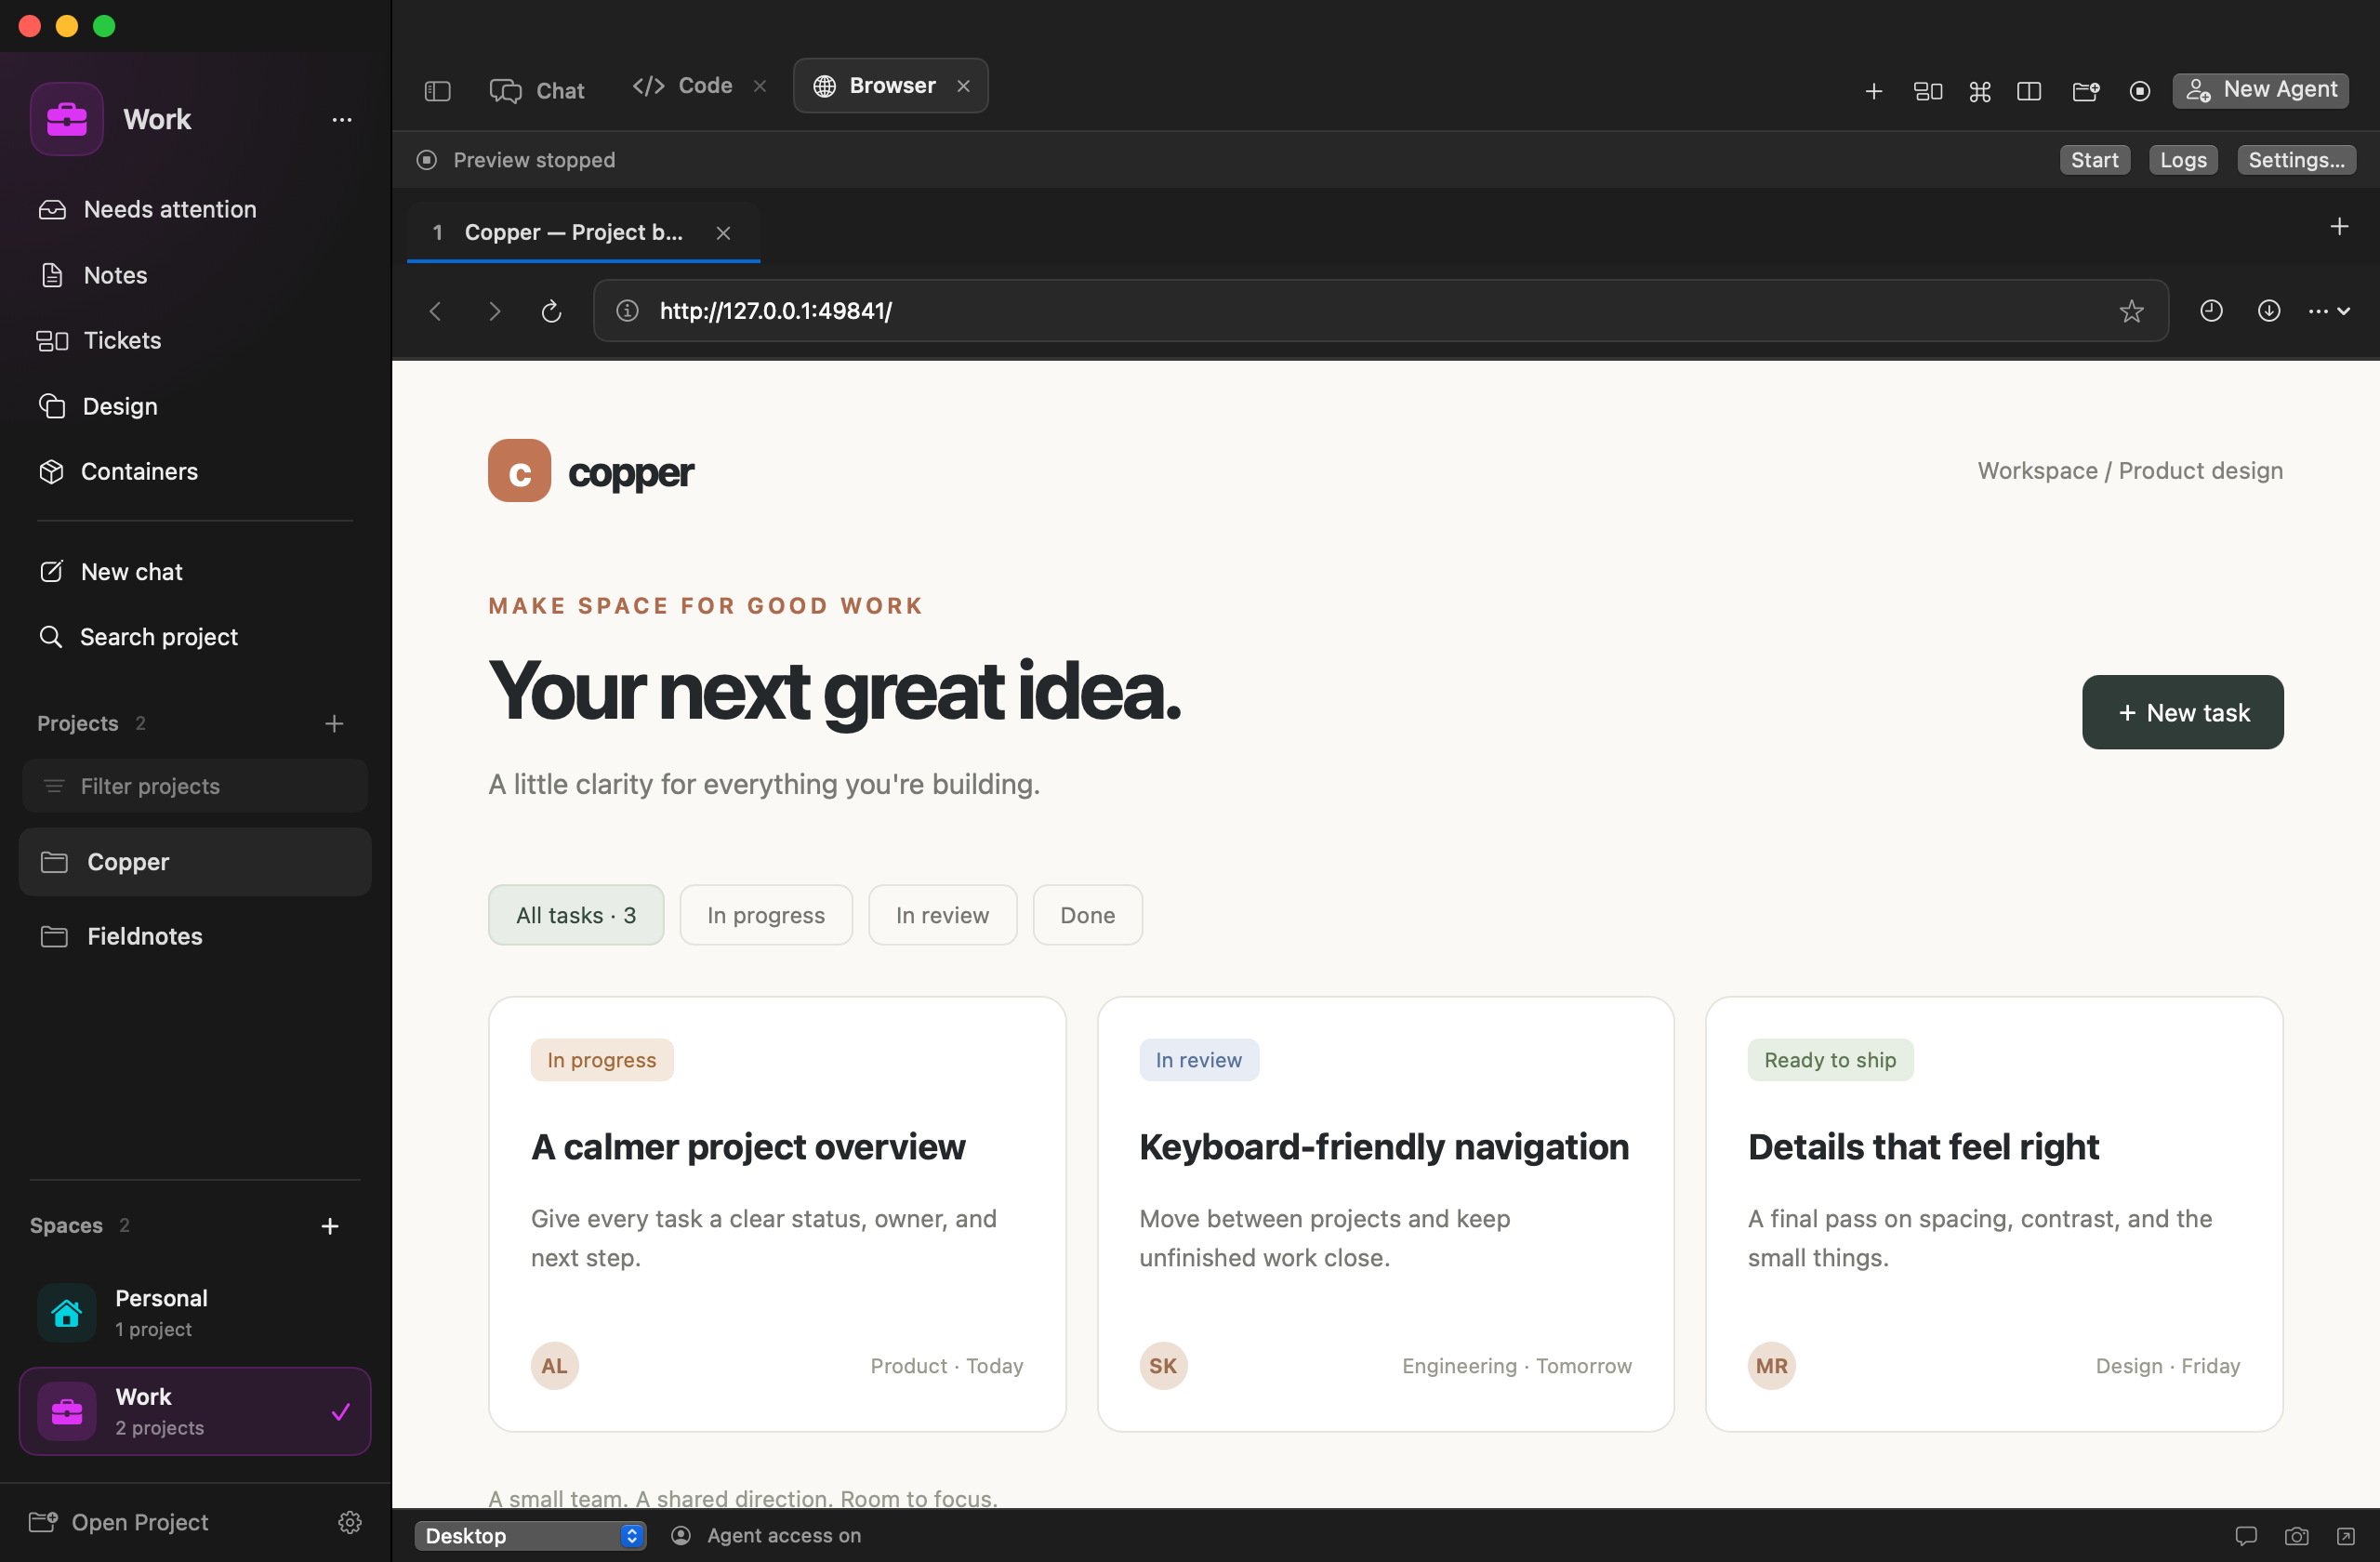 Work
Needs attention
Notes
Tickets
Design
Containers
New chat
Search project
Projects 2
Filter projects
Copper
Fieldnotes
Spaces 2
Personal
1 project
Work
2 projects
Open Project
Chat
Code
Browser
New Agent
Preview stopped
Start
Logs
Settings...
1 Copper — Project b...
http://127.0.0.1:49841/
c
copper
Workspace / Product design
MAKE SPACE FOR GOOD WORK
Your next great idea.
+ New task
A little clarity for everything you're building.
All tasks · 3
In progress
In review
Done
In progress
A calmer project overview
Give every task a clear status, owner, and
next step.
AL
Product · Today
In review
Keyboard-friendly navigation
Move between projects and keep
unfinished work close.
SK
Engineering · Tomorrow
Ready to ship
Details that feel right
A final pass on spacing, contrast, and the
small things.
MR
Design · Friday
A small team. A shared direction. Room to focus.
Desktop
Agent access on